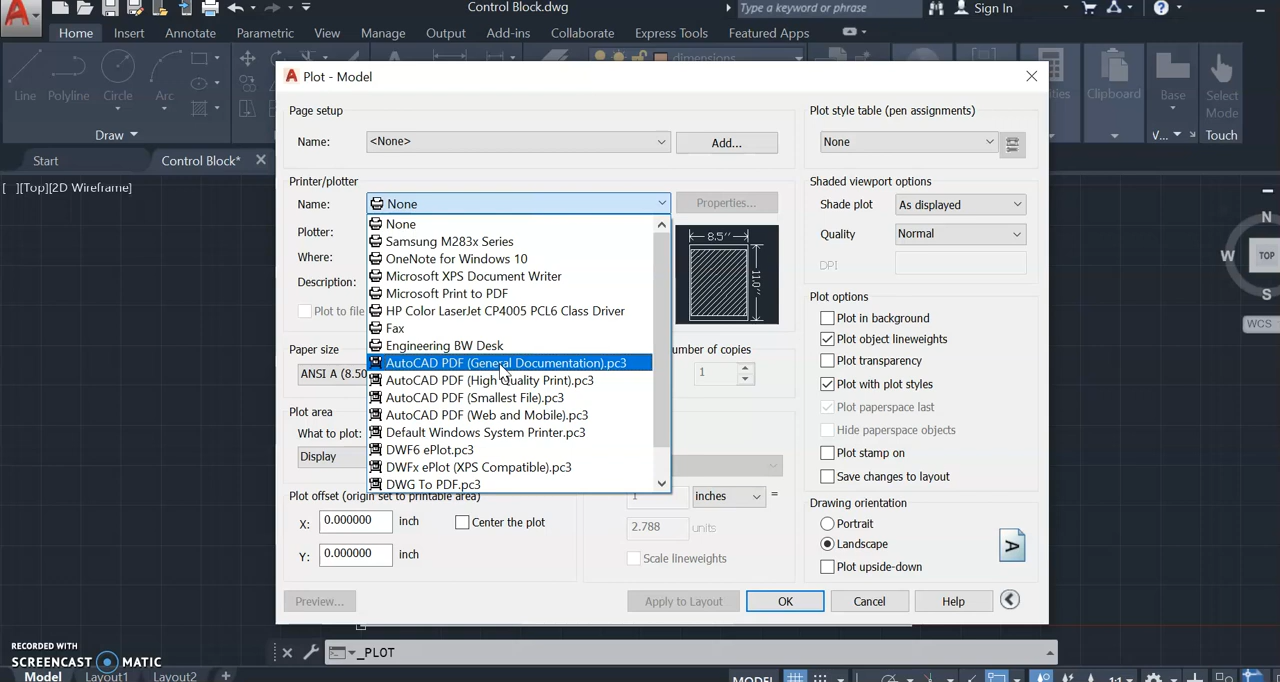 Control Block.dwg
Type a keyword or phrase
Sign In
Home Insert Annotate Parametric View Manage Output Add-ins Collaborate Express Tools Featured Apps
Line Polyline Circle Arc
dimensions
Clipboard
Base
Select
Mode
Draw
V...
Touch
Start
Control Block*
[ ][Top][2D Wireframe]
Plot - Model
Page setup
Name: <None> Add...
Printer/plotter
Name: None Properties...
Plotter:
Where:
Description:
Plot to file
None
Samsung M283x Series
OneNote for Windows 10
Microsoft XPS Document Writer
Microsoft Print to PDF
HP Color LaserJet CP4005 PCL6 Class Driver
Fax
Engineering BW Desk
AutoCAD PDF (General Documentation).pc3
AutoCAD PDF (High Quality Print).pc3
AutoCAD PDF (Smallest File).pc3
AutoCAD PDF (Web and Mobile).pc3
Default Windows System Printer.pc3
DWF6 ePlot.pc3
DWFx ePlot (XPS Compatible).pc3
DWG To PDF.pc3
8.5''
11.0''
Paper size
ANSI A (8.50
umber of copies
1
Plot area
What to plot:
Display
Plot offset (origin set to printable area)
X: 0.000000 inch
Center the plot
Y: 0.000000 inch
1 inches =
2.788 units
Scale lineweights
Plot style table (pen assignments)
None
Shaded viewport options
Shade plot As displayed
Quality Normal
DPI
Plot options
Plot in background
Plot object lineweights
Plot transparency
Plot with plot styles
Plot paperspace last
Hide paperspace objects
Plot stamp on
Save changes to layout
Drawing orientation
Portrait
Landscape
Plot upside-down
A
Preview... Apply to Layout OK Cancel Help
N
W TOP
S
WCS
_PLOT
RECORDED WITH
SCREENCAST MATIC
Model Layout1 Layout2 +
MODEL
1:1